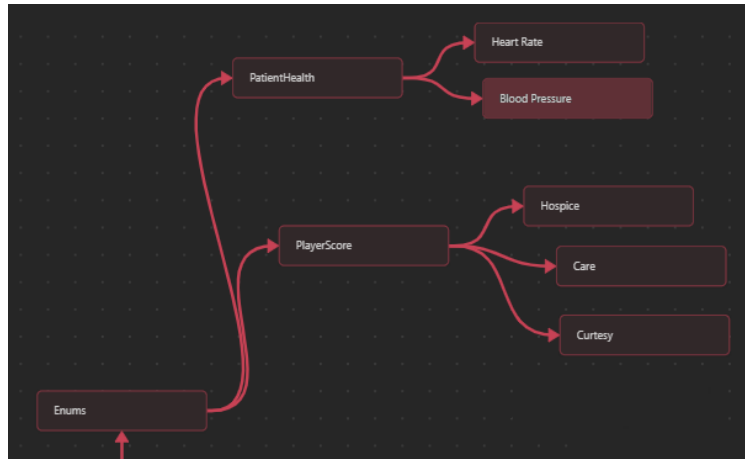 Heart Rate
PatientHealth
Blood Pressure
Hospice
PlayerScore
Care
Curtesy
Enums